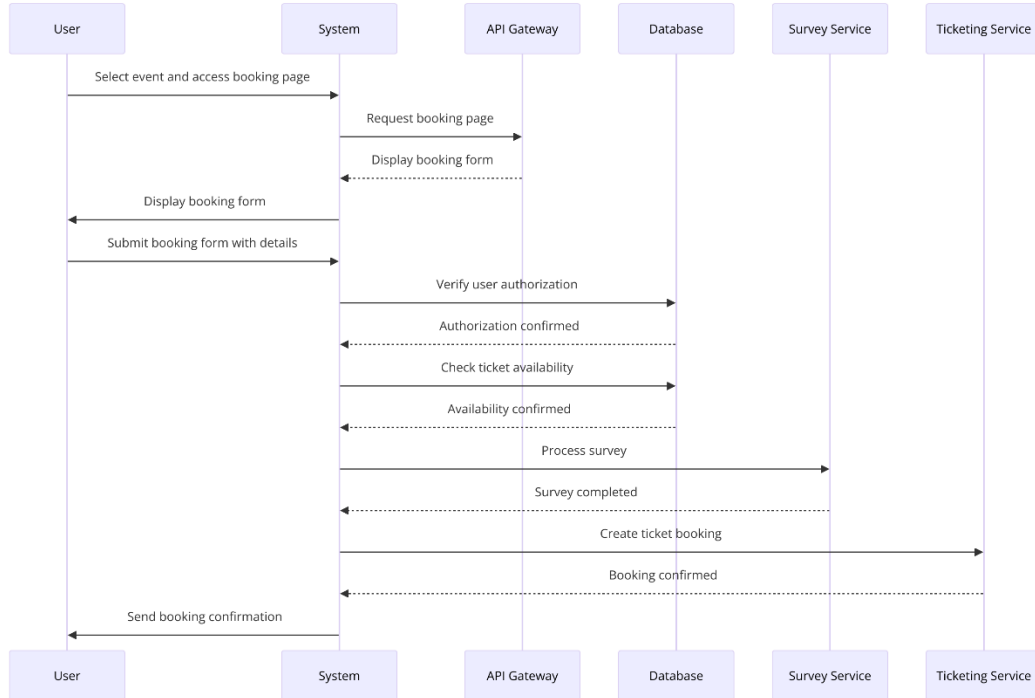 User
System
API Gateway
Database
Survey Service
Ticketing Service
Select event and access booking page
Request booking page
Display booking form
Display booking form
Submit booking form with details
Verify user authorization
Authorization confirmed
Check ticket availability
Availability confirmed
Process survey
Survey completed
Create ticket booking
Booking confirmed
Send booking confirmation
User
System
API Gateway
Database
Survey Service
Ticketing Service